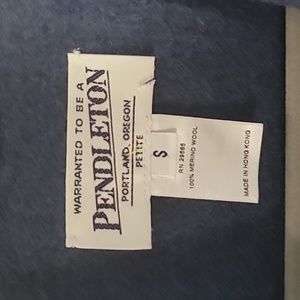 WARRANTED TO BE A
PENDLETON
PORTLAND, OREGON
PETITE
S
RN 29685
100% MERINO WOOL
MADE IN HONG KONG